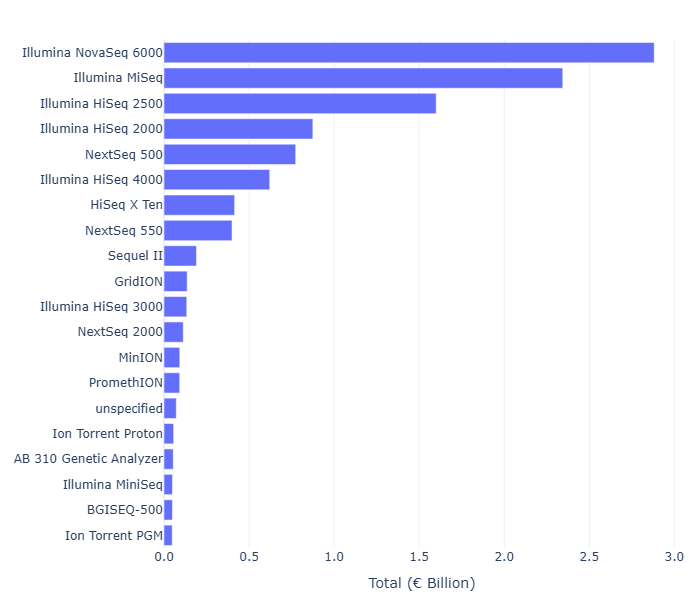 Illumina NovaSeq 6000
Illumina MiSeq
Illumina HiSeq 2500
Illumina HiSeq 2000
NextSeq 500
Illumina HiSeq 4000
HiSeq X Ten
NextSeq 550
Sequel II
GridION
Illumina HiSeq 3000
NextSeq 2000
MinION
PromethION
unspecified
Ion Torrent Proton
AB 310 Genetic Analyzer
Illumina MiniSeq
BGISEQ-500
Ion Torrent PGM
0.0 0.5 1.0 1.5 2.0 2.5 3.0
Total (€ Billion)